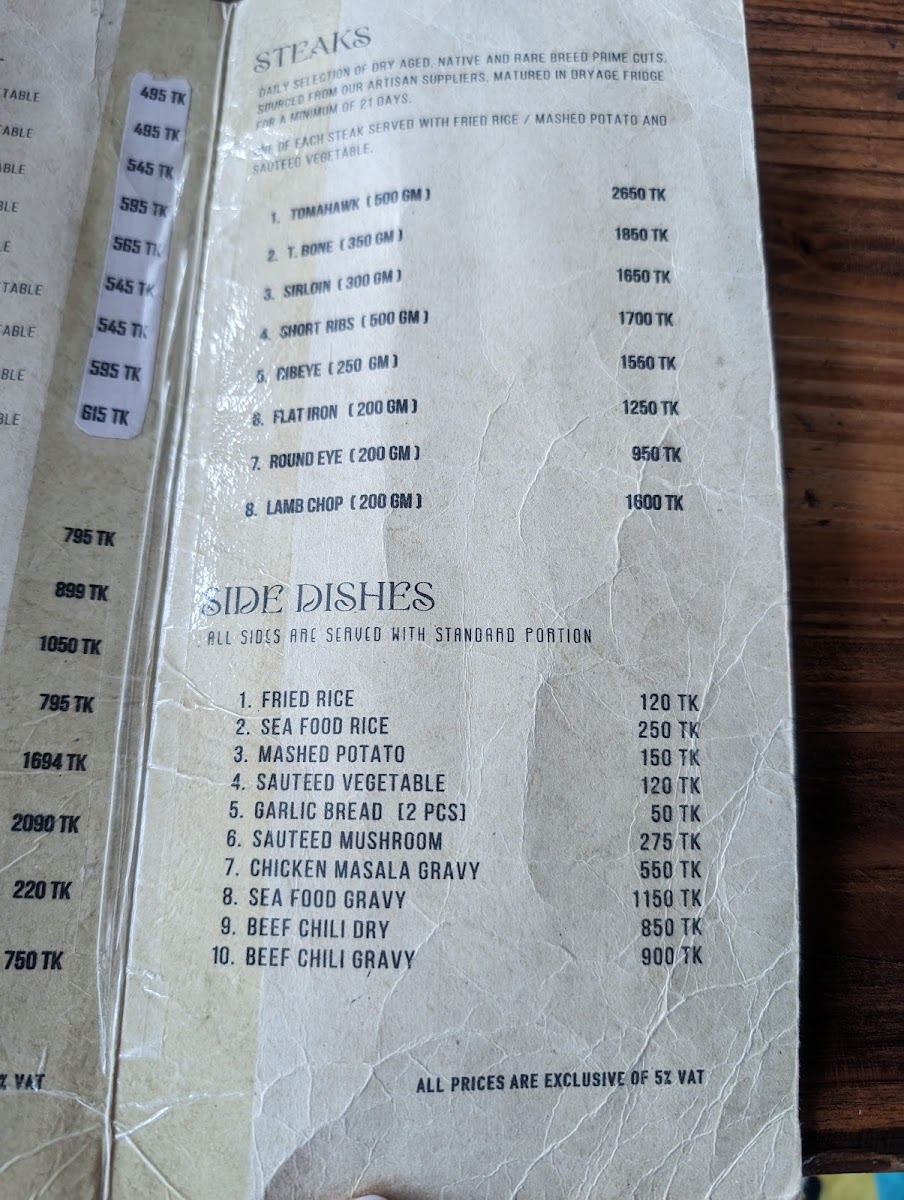 TABLE 495 TK
ABLE 495 TK
ABLE 545 TK
BLE 595 TK
LE 565 TK
TABLE 545 TK
ABLE 545 TK
BLE 595 TK
BLE 615 TK
795 TK
899 TK
1050 TK
795 TK
1694 TK
2090 TK
220 TK
750 TK
% VAT
STEAKS
DAILY SELECTION OF DRY AGED, NATIVE AND RARE BREED PRIME CUTS,
SOURCED FROM OUR ARTISAN SUPPLIERS, MATURED IN DRYAGE FRIDGE
FOR A MINIMUM OF 21 DAYS.
OF EACH STEAK SERVED WITH FRIED RICE / MASHED POTATO AND
SAUTEED VEGETABLE.
1. TOMAHAWK (500 GM) 2650 TK
2. T. BONE (350 GM) 1850 TK
3. SIRLOIN (300 GM) 1650 TK
4. SHORT RIBS (500 GM) 1700 TK
5. RIBEYE (250 GM) 1550 TK
6. FLAT IRON (200 GM) 1250 TK
7. ROUND EYE (200 GM) 950 TK
8. LAMB CHOP (200 GM) 1600 TK
SIDE DISHES
ALL SIDES ARE SERVED WITH STANDARD PORTION
1. FRIED RICE 120 TK
2. SEA FOOD RICE 250 TK
3. MASHED POTATO 150 TK
4. SAUTEED VEGETABLE 120 TK
5. GARLIC BREAD [2 PCS] 50 TK
6. SAUTEED MUSHROOM 275 TK
7. CHICKEN MASALA GRAVY 550 TK
8. SEA FOOD GRAVY 1150 TK
9. BEEF CHILI DRY 850 TK
10. BEEF CHILI GRAVY 900 TK
ALL PRICES ARE EXCLUSIVE OF 5% VAT